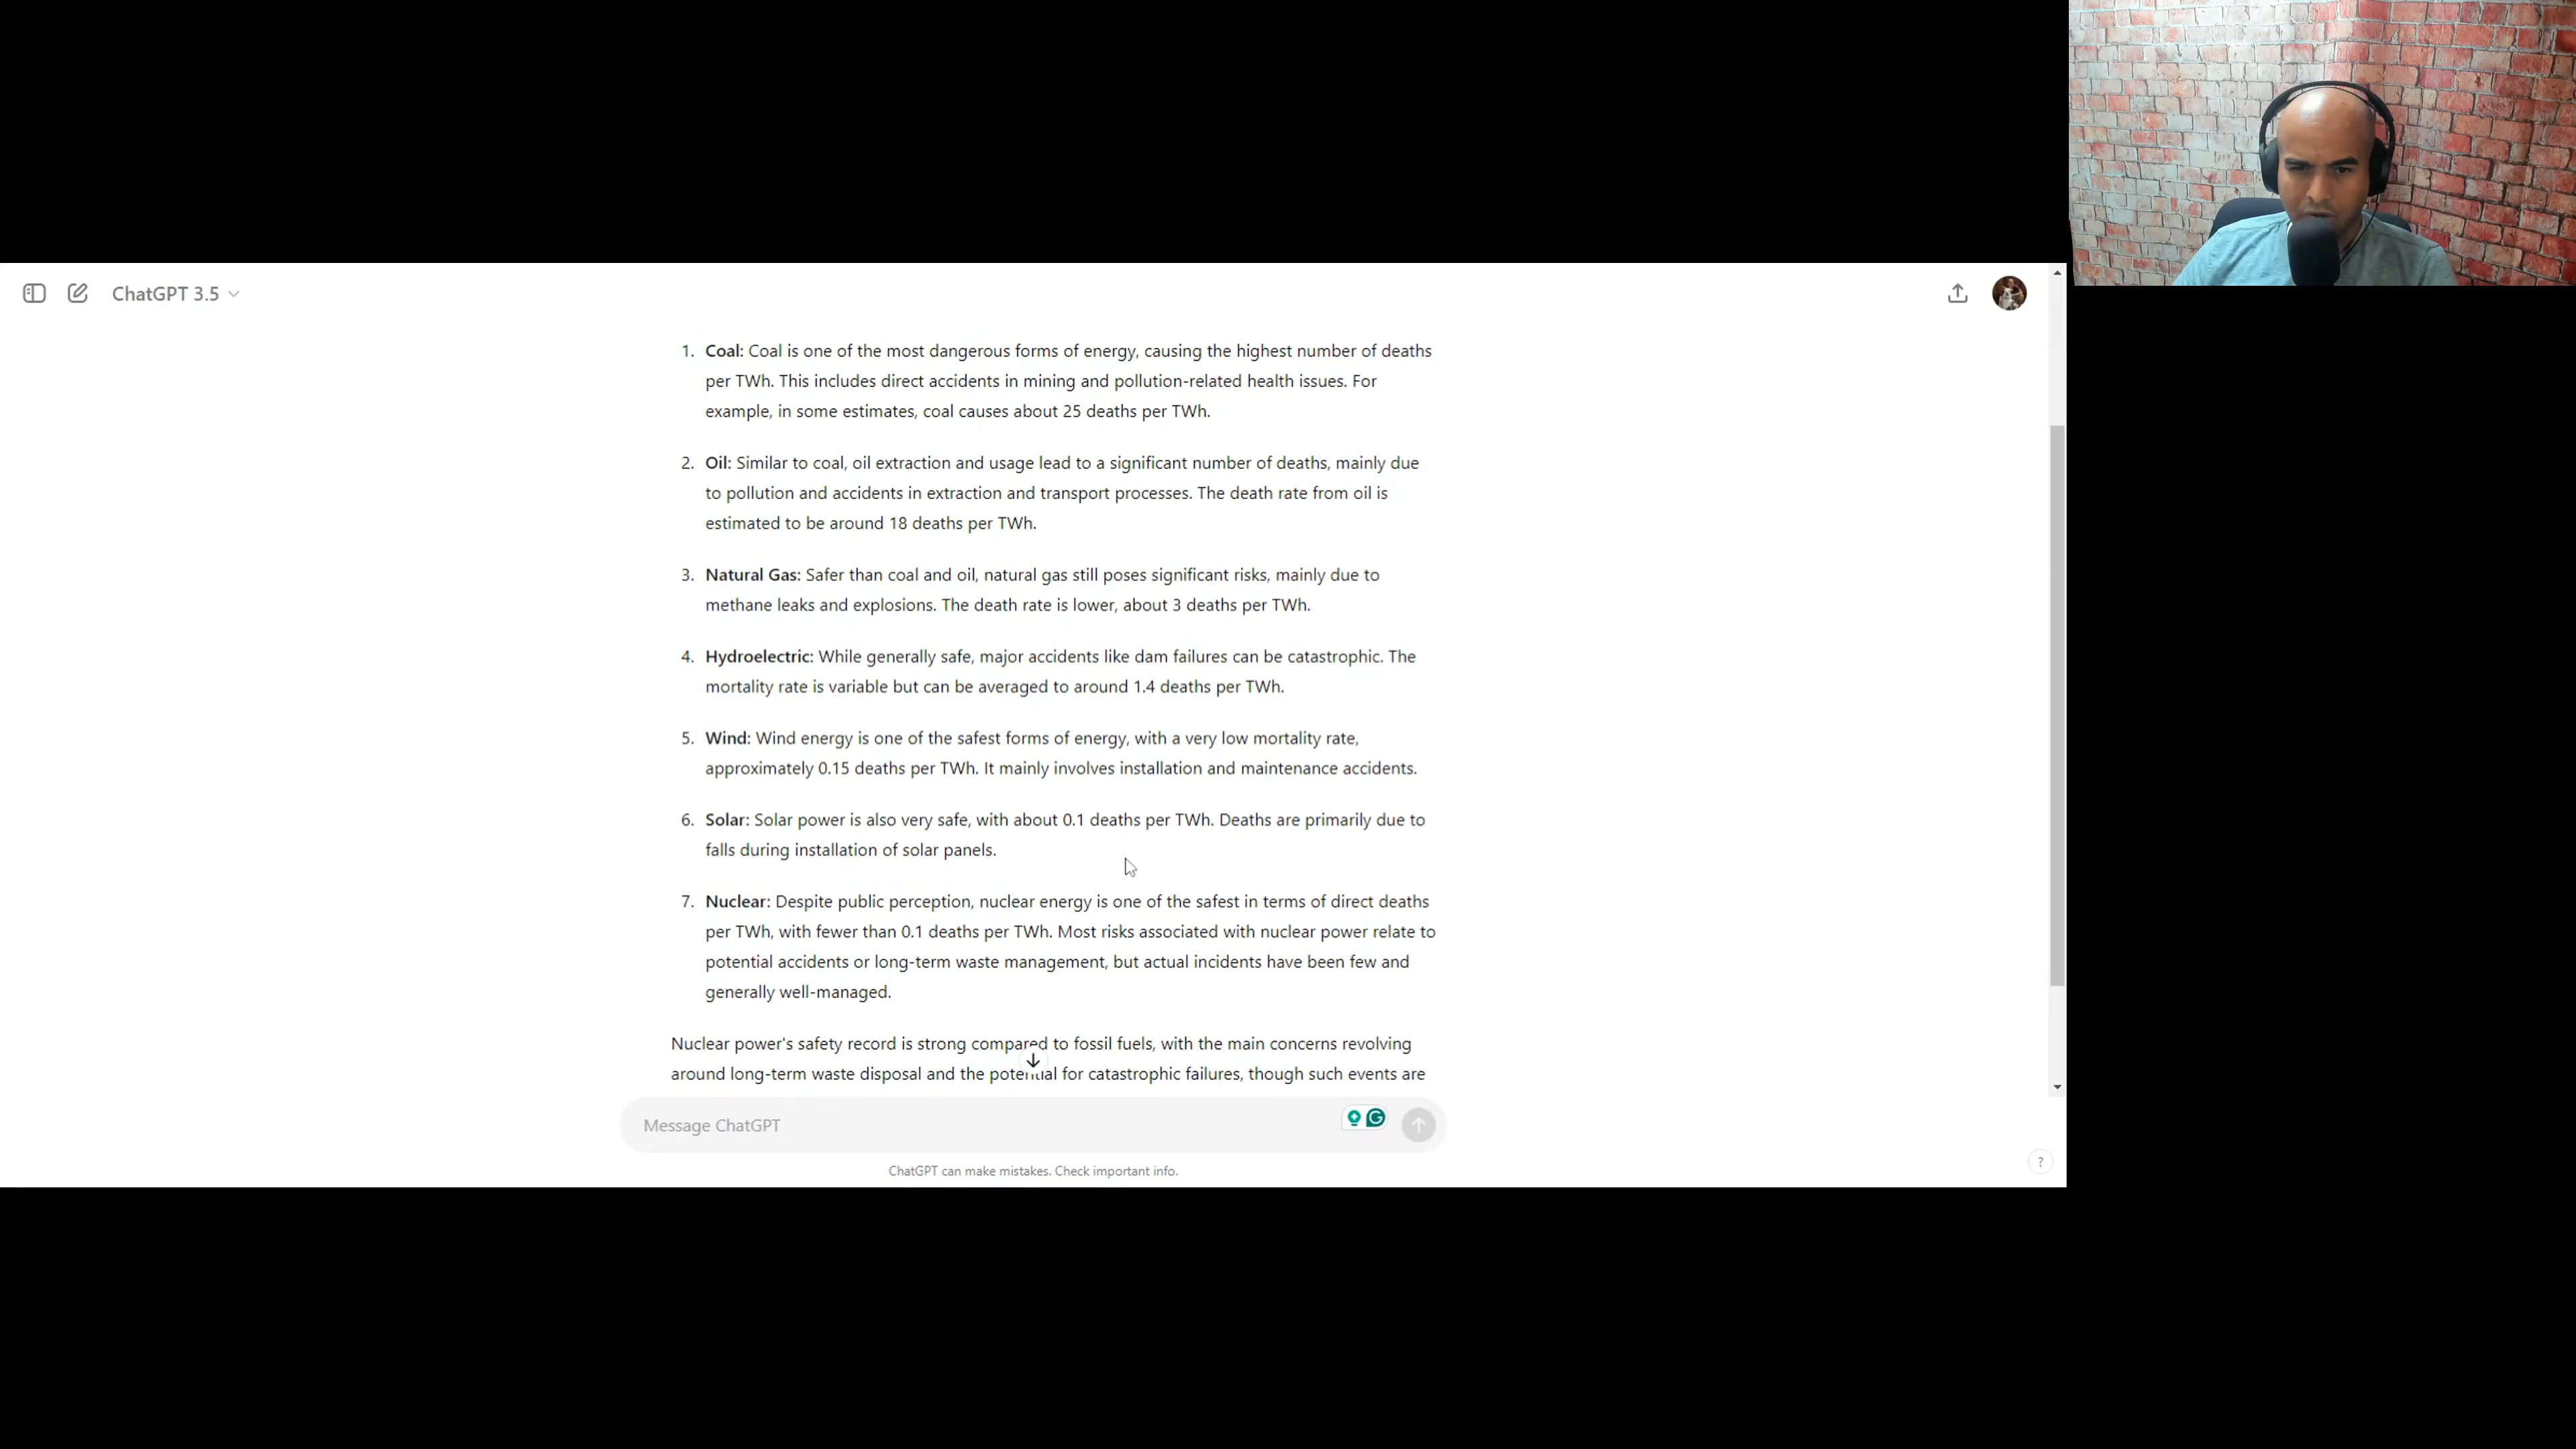 ChatGPT 3.5
1. Coal: Coal is one of the most dangerous forms of energy, causing the highest number of deaths
per TWh. This includes direct accidents in mining and pollution-related health issues. For
example, in some estimates, coal causes about 25 deaths per TWh.
2. Oil: Similar to coal, oil extraction and usage lead to a significant number of deaths, mainly due
to pollution and accidents in extraction and transport processes. The death rate from oil is
estimated to be around 18 deaths per TWh.
3. Natural Gas: Safer than coal and oil, natural gas still poses significant risks, mainly due to
methane leaks and explosions. The death rate is lower, about 3 deaths per TWh.
4. Hydroelectric: While generally safe, major accidents like dam failures can be catastrophic. The
mortality rate is variable but can be averaged to around 1.4 deaths per TWh.
5. Wind: Wind energy is one of the safest forms of energy, with a very low mortality rate,
approximately 0.15 deaths per TWh. It mainly involves installation and maintenance accidents.
6. Solar: Solar power is also very safe, with about 0.1 deaths per TWh. Deaths are primarily due to
falls during installation of solar panels.
7. Nuclear: Despite public perception, nuclear energy is one of the safest in terms of direct deaths
per TWh, with fewer than 0.1 deaths per TWh. Most risks associated with nuclear power relate to
potential accidents or long-term waste management, but actual incidents have been few and
generally well-managed.
Nuclear power's safety record is strong compared to fossil fuels, with the main concerns revolving
around long-term waste disposal and the potential for catastrophic failures, though such events are
Message ChatGPT
ChatGPT can make mistakes. Check important info.
?